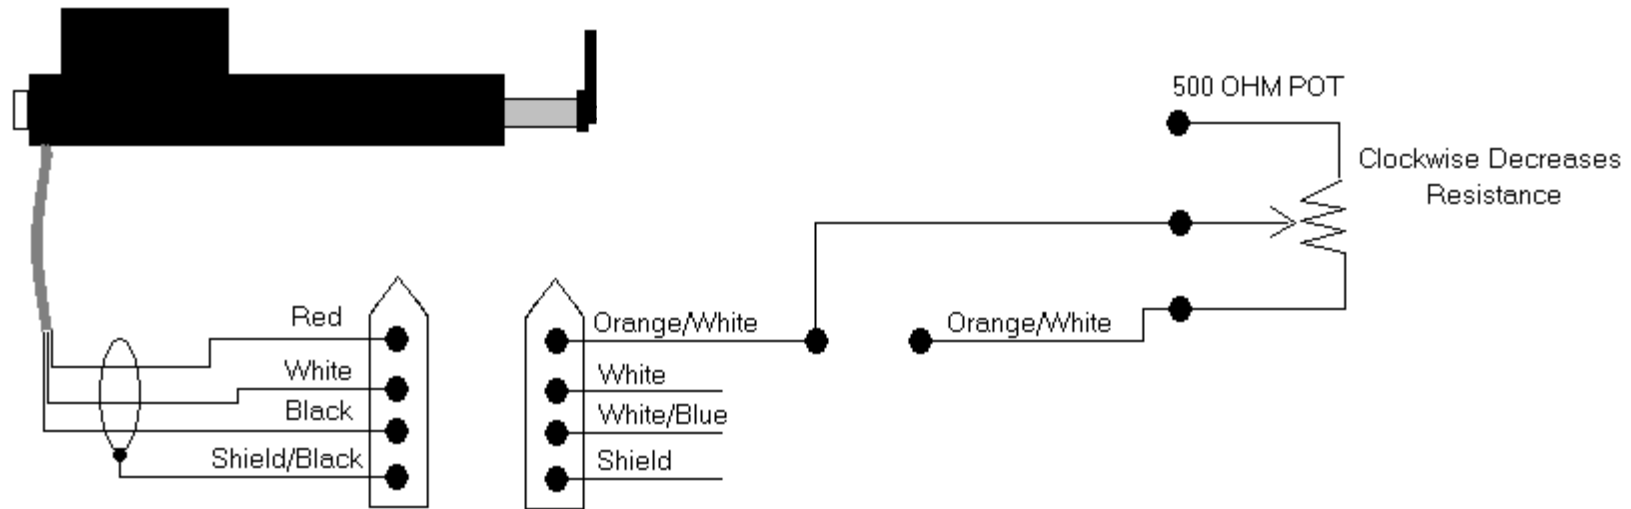 500 OHM POT
Clockwise Decreases
Resistance
Red
Orange/White
Orange/White
White
White
Black
White/Blue
Shield/Black
Shield